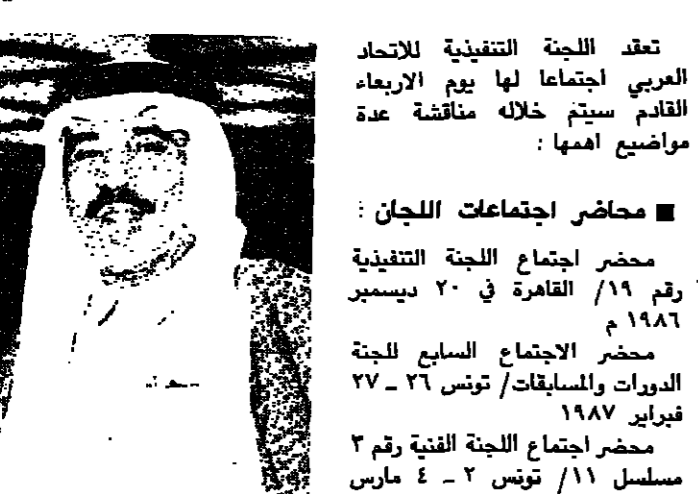 تعقد اللجنة التنفيذية للاتحاد
العربي اجتماعا لها يوم الاربعاء
القادم سيتم خلاله مناقشة عدة
مواضيع اهمها :
■ محاضر اجتماعات اللجان :
محضر اجتماع اللجنة التنفيذية
رقم ١٩/ القاهرة في ٢٠ ديسمبر
١٩٨٦ م
محضر الاجتماع السابع للجنة
الدورات والمسابقات/ تونس ٢٦ ـ ٢٧
فبراير ١٩٨٧
محضر اجتماع اللجنة الفنية رقم ٣
مسلسل ١١/ تونس ٢ ـ ٤ مارس